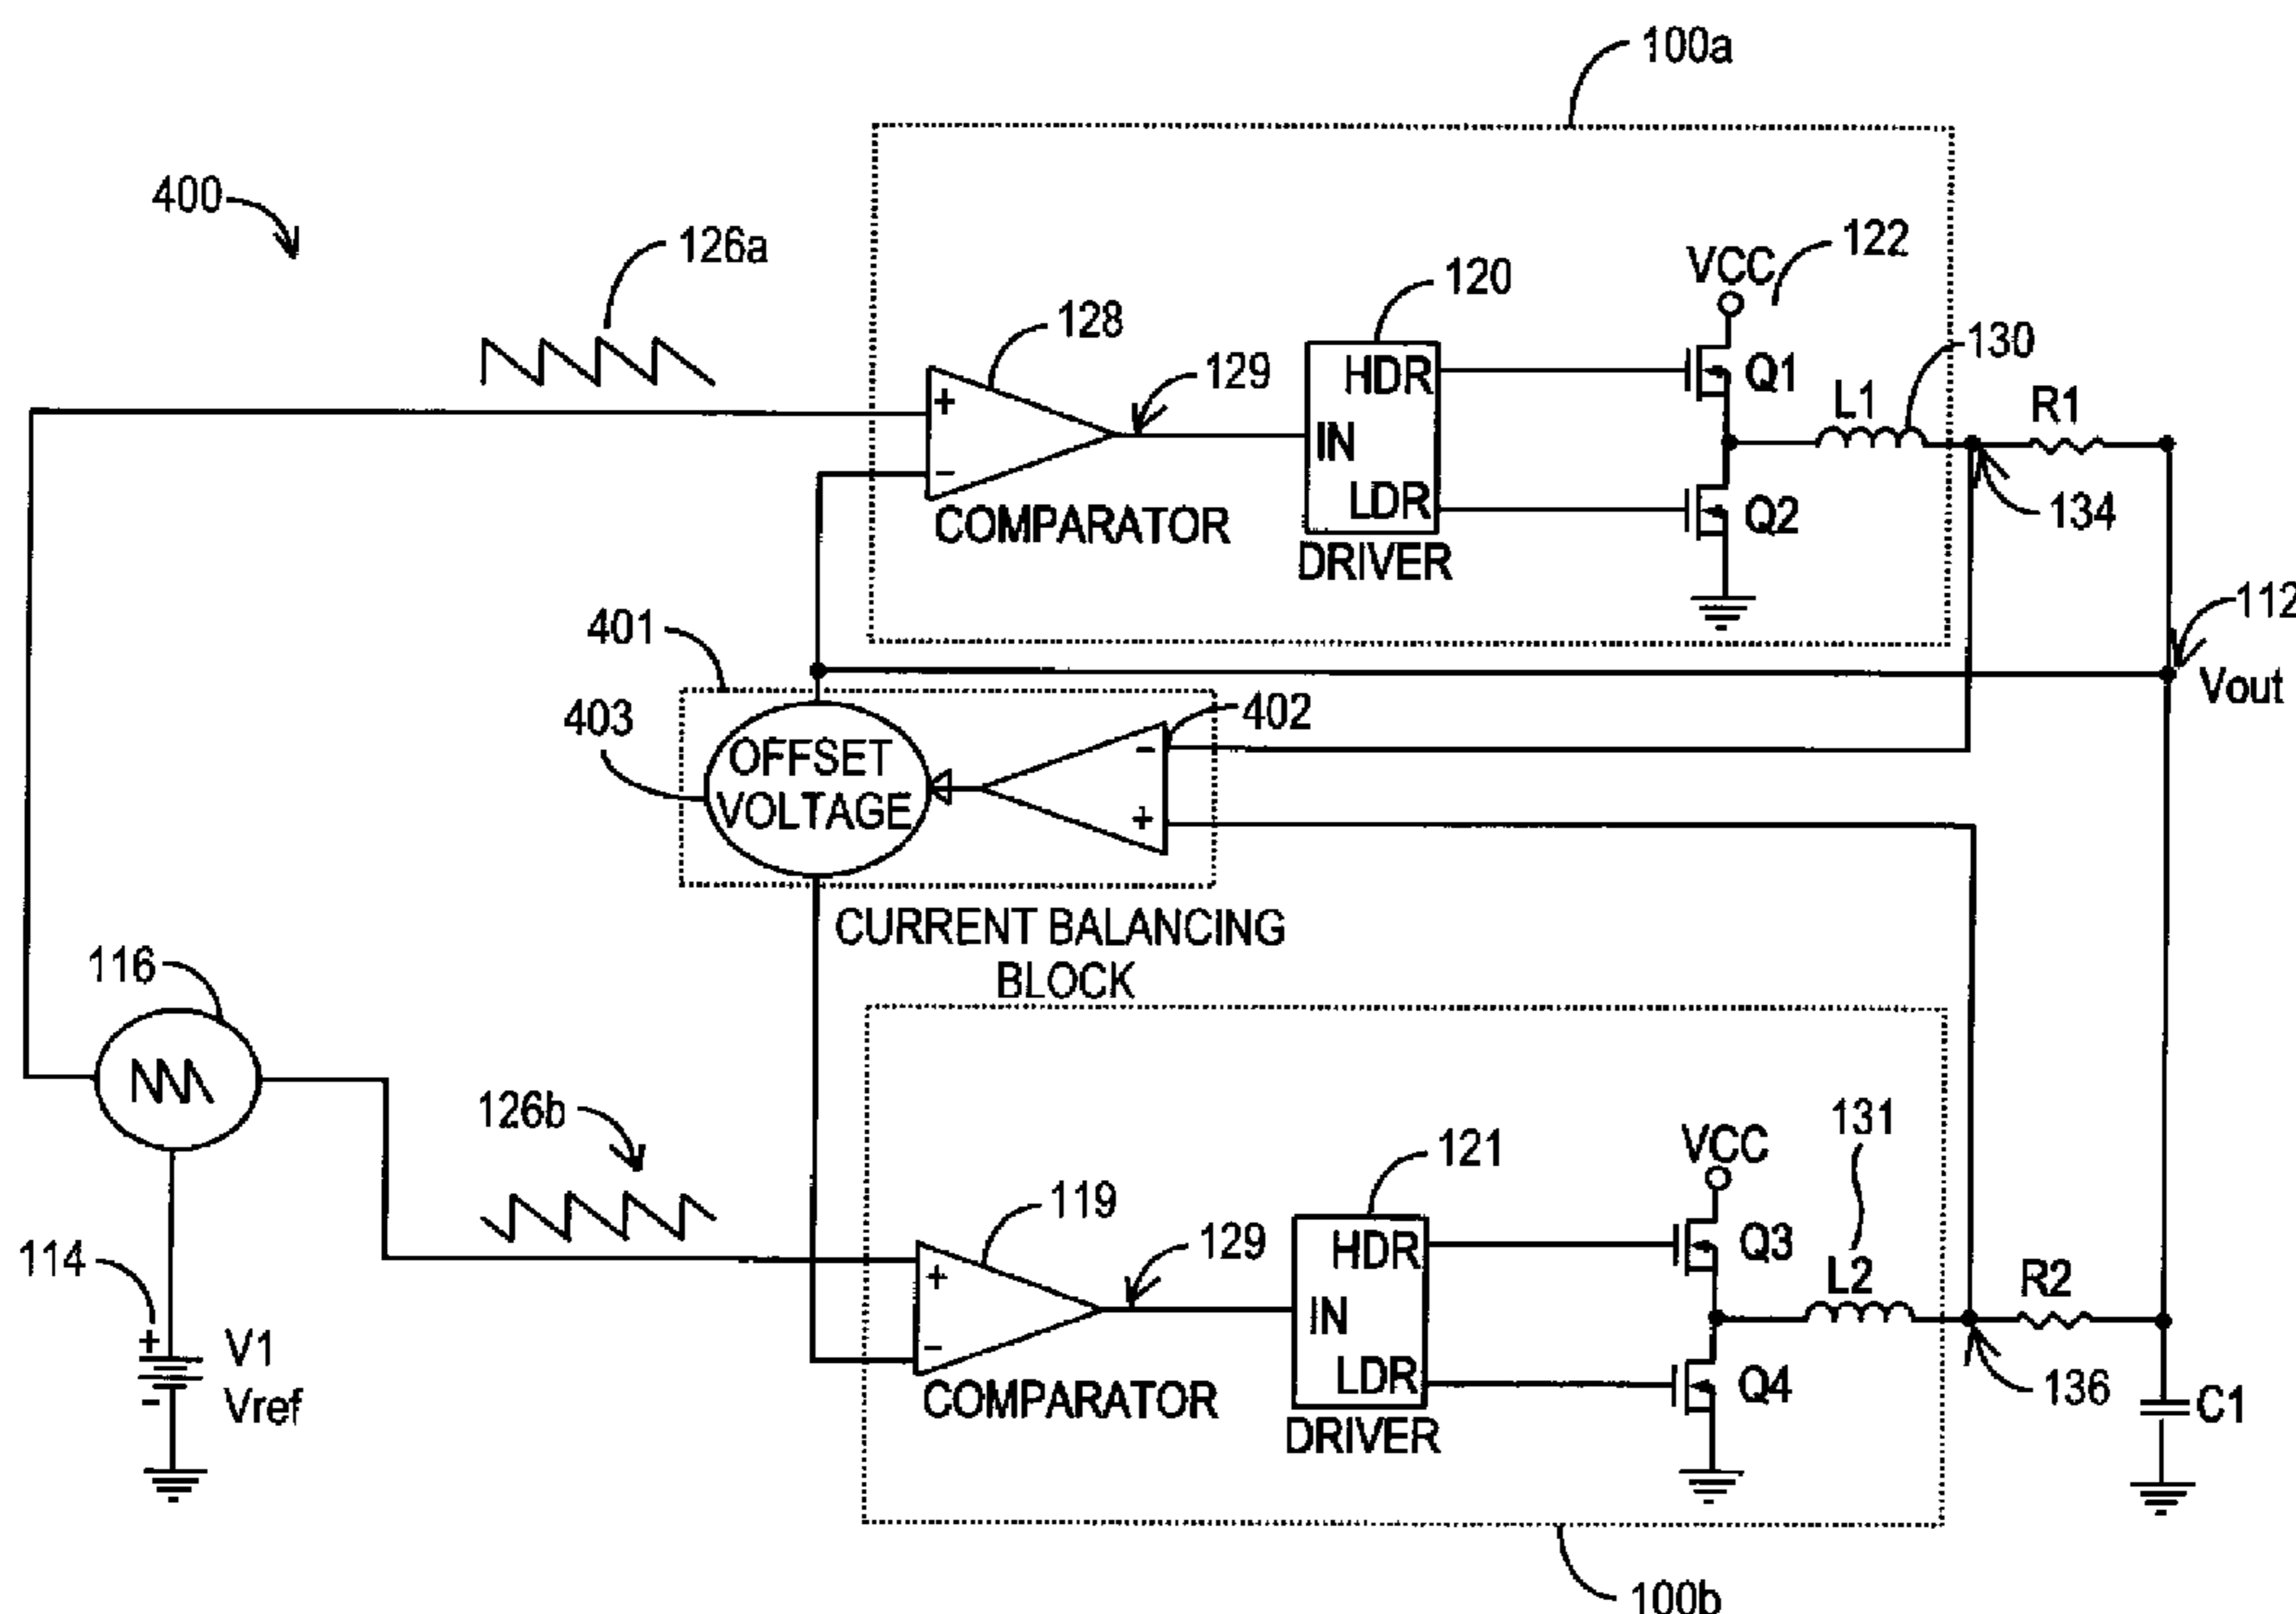 100a
400
126a
128
129
120
VCC
122
130
HDR
Q1
L1
R1
+
IN
-
LDR
Q2
134
COMPARATOR
DRIVER
112
Vout
401
403
402
OFFSET
VOLTAGE
-
+
CURRENT BALANCING
BLOCK
116
126b
119
129
121
VCC
131
HDR
Q3
L2
R2
+
IN
-
LDR
Q4
136
C1
COMPARATOR
DRIVER
114
+
V1
-
Vref
100b